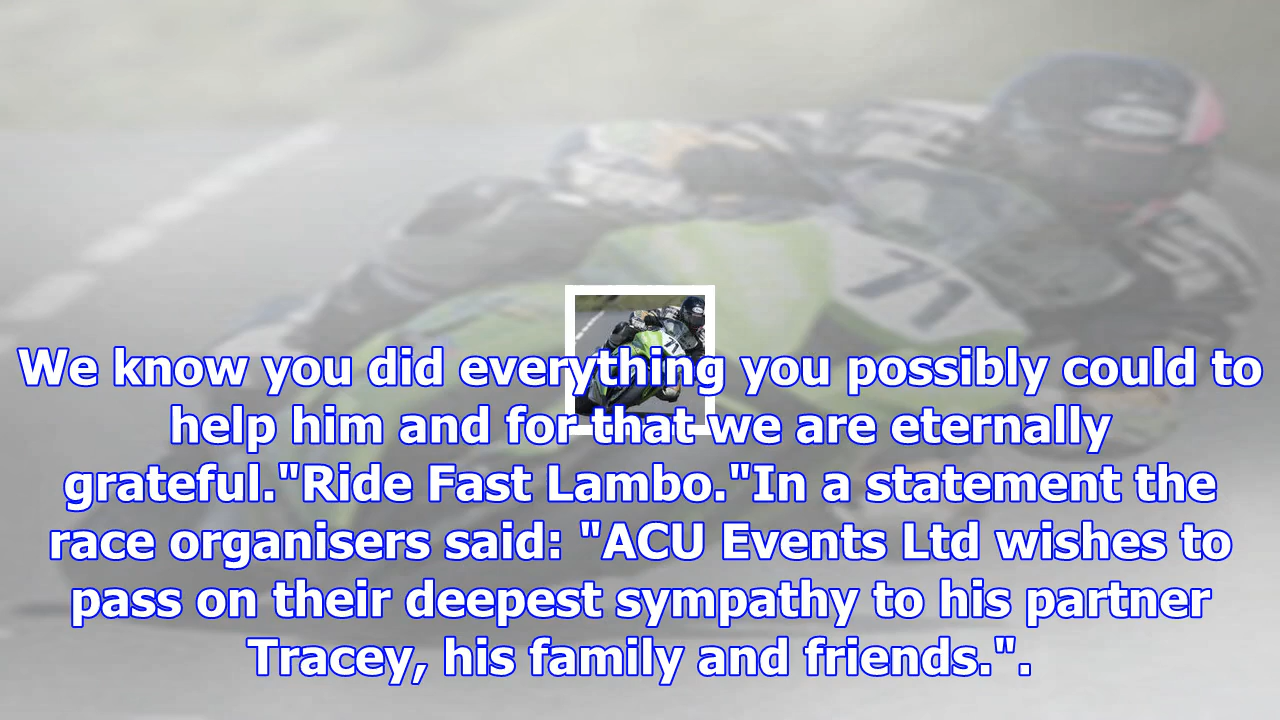 71
We know you did everything you possibly could to
help him and for that we are eternally
grateful."Ride Fast Lambo."In a statement the
race organisers said: "ACU Events Ltd wishes to
pass on their deepest sympathy to his partner
Tracey, his family and friends.".